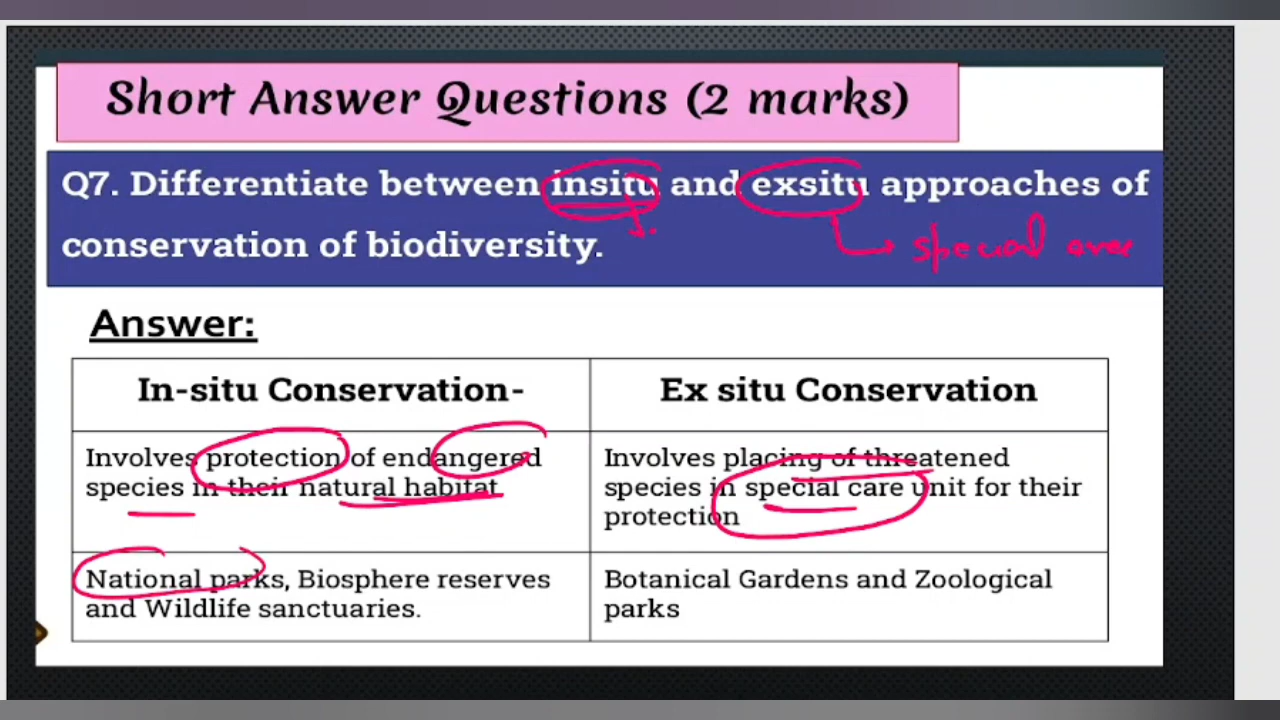 Short Answer Questions (2 marks)
Q7. Differentiate between insitu and exsitu approaches of
conservation of biodiversity.
special
Answer:
In-situ Conservation-
Involves protection of endangered
species in their natural habitat
National parks, Biosphere reserves
and Wildlife sanctuaries.
Ex situ Conservation
Involves placing of threatened
species in special care unit for their
protection
Botanical Gardens and Zoological
parks